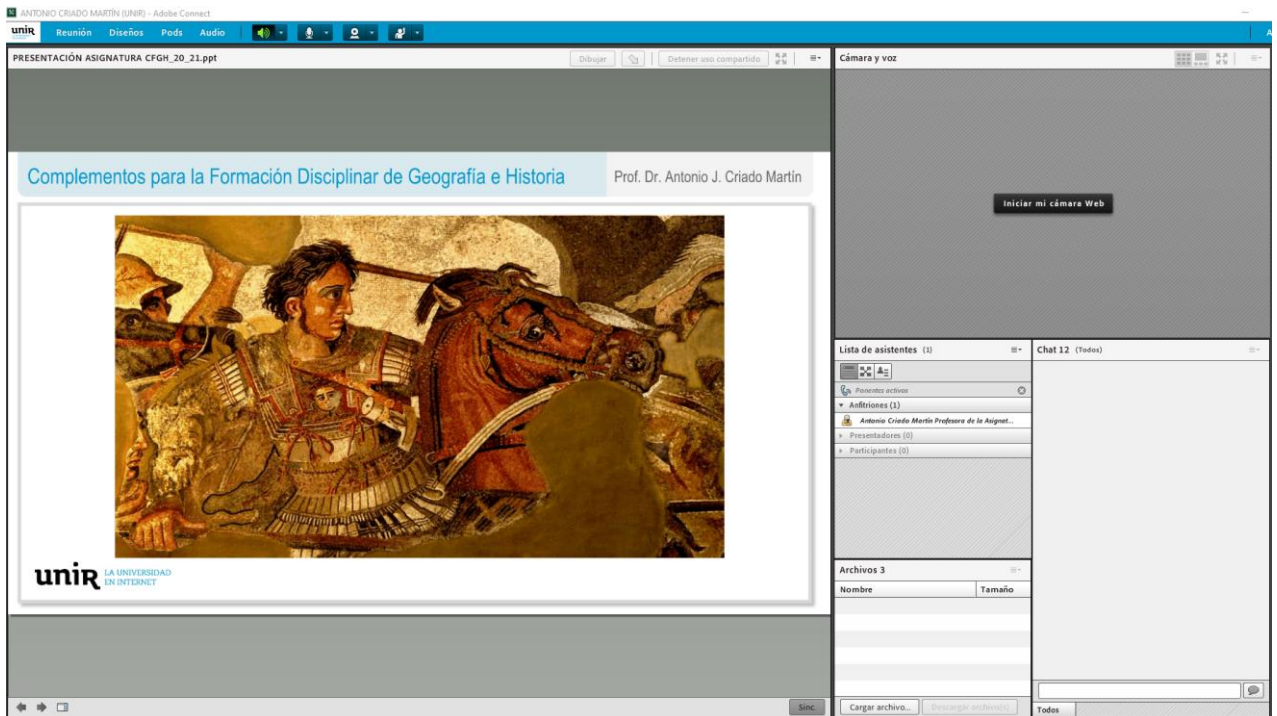 ANTONIO CRIADO MARTÍN (UNIR) - Adobe Connect
unir Reunión Diseños Pods Audio
PRESENTACIÓN ASIGNATURA CFGH_20_21.ppt
Dibujar
Detener uso compartido
Complementos para la Formación Disciplinar de Geografía e Historia
Prof. Dr. Antonio J. Criado Martín
unir LA UNIVERSIDAD
EN INTERNET
Sinc.
Cámara y voz
Iniciar mi cámara Web
Lista de asistentes (1)
Ponentes activos
Anfitriones (1)
Antonio Criado Martín Profesora de la Asignat...
Presentadores (0)
Participantes (0)
Archivos 3
Nombre Tamaño
Cargar archivo... Descargar archivo(s)
Chat 12 (Todos)
Todos